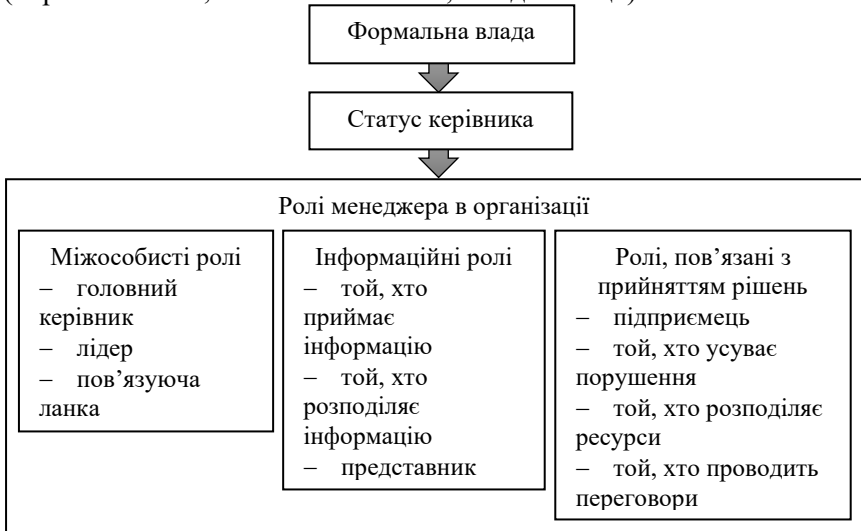 Формальна влада
Статус керівника
Ролі менеджера в організації
Міжособисті ролі
– головний
керівник
– лідер
– пов’язуюча
ланка
Інформаційні ролі
– той, хто
приймає
інформацію
– той, хто
розподіляє
інформацію
– представник
Ролі, пов’язані з
прийняттям рішень
– підприємець
– той, хто усуває
порушення
– той, хто розподіляє
ресурси
– той, хто проводить
переговори